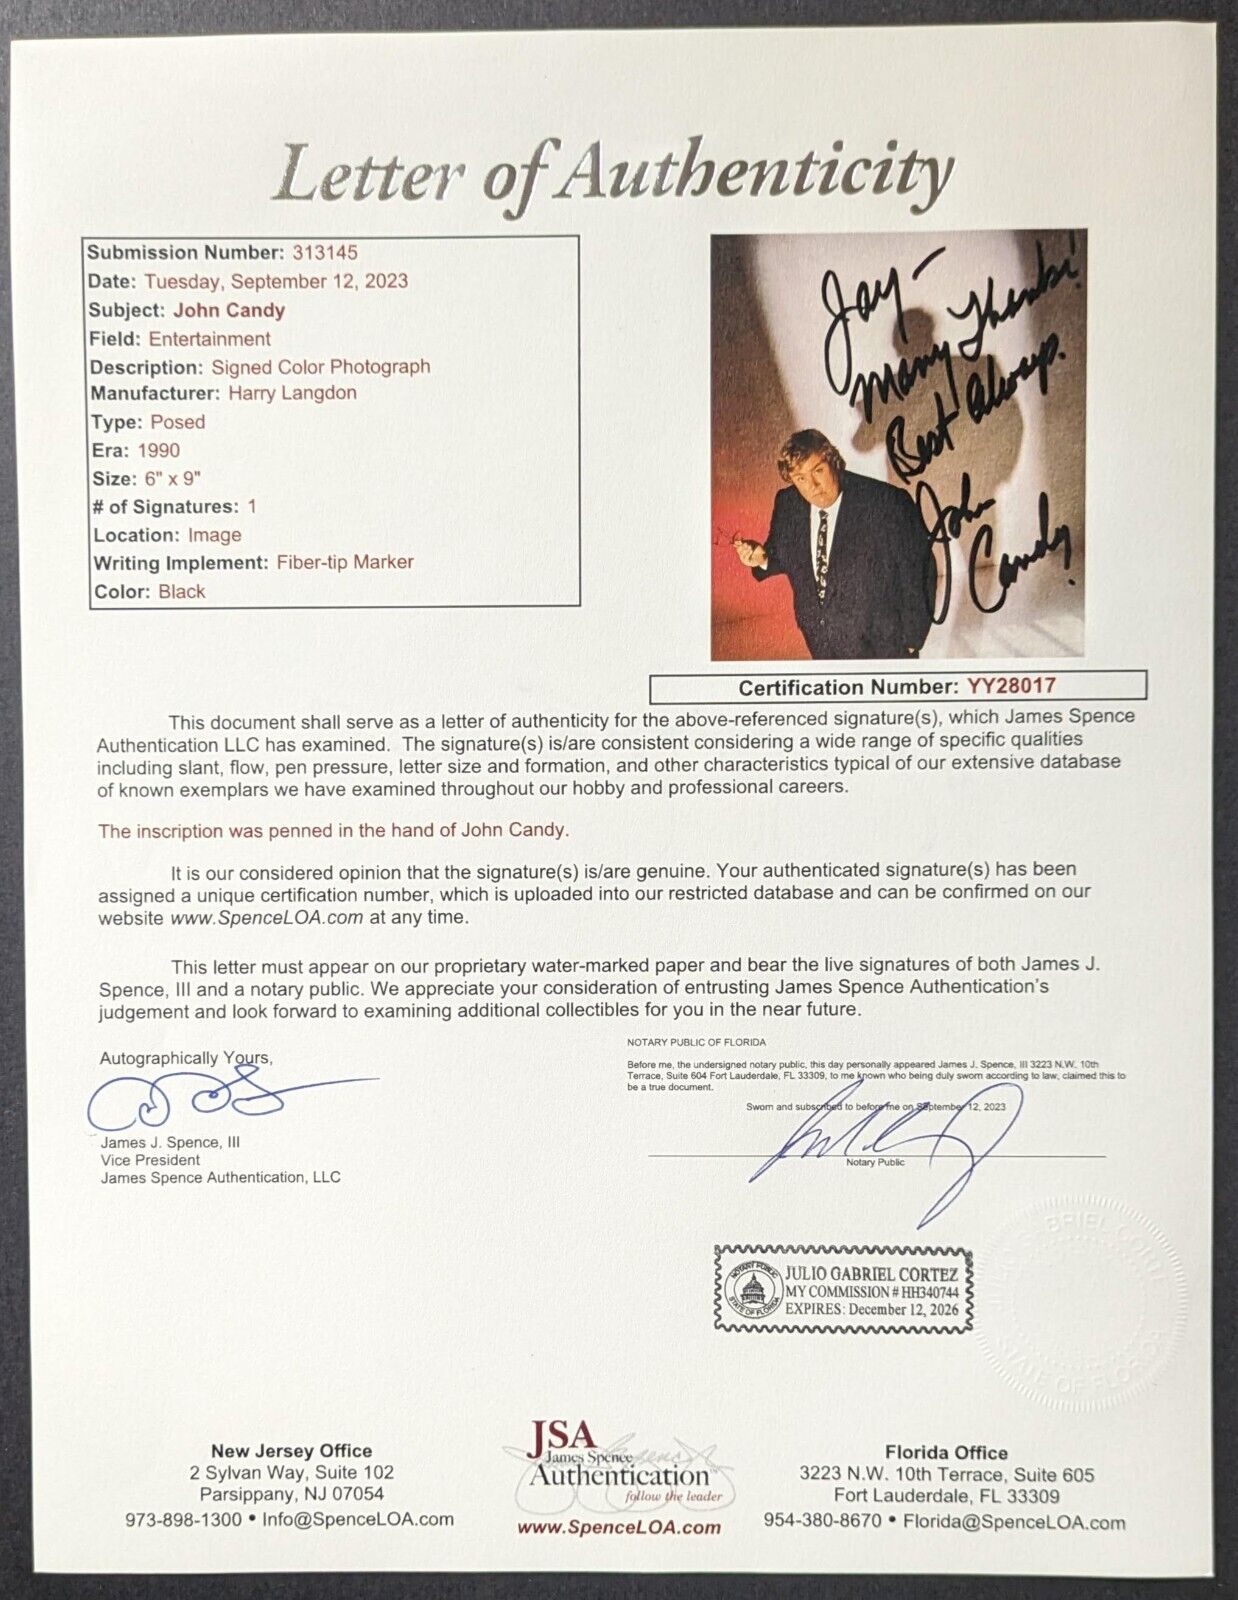 Letter of Authenticity
Submission Number: 313145
Date: Tuesday, September 12, 2023
Subject: John Candy
Field: Entertainment
Description: Signed Color Photograph
Manufacturer: Harry Langdon
Type: Posed
Era: 1990
Size: 6" x 9"
# of Signatures: 1
Location: Image
Writing Implement: Fiber-tip Marker
Color: Black
Jay -
Many Thanks!
Best Always.
John
Candy
Certification Number: YY28017
This document shall serve as a letter of authenticity for the above-referenced signature(s), which James Spence
Authentication LLC has examined. The signature(s) is/are consistent considering a wide range of specific qualities
including slant, flow, pen pressure, letter size and formation, and other characteristics typical of our extensive database
of known exemplars we have examined throughout our hobby and professional careers.
The inscription was penned in the hand of John Candy.
It is our considered opinion that the signature(s) is/are genuine. Your authenticated signature(s) has been
assigned a unique certification number, which is uploaded into our restricted database and can be confirmed on our
website www.SpenceLOA.com at any time.
This letter must appear on our proprietary water-marked paper and bear the live signatures of both James J.
Spence, III and a notary public. We appreciate your consideration of entrusting James Spence Authentication's
judgement and look forward to examining additional collectibles for you in the near future.
Autographically Yours,
James J. Spence, III
Vice President
James Spence Authentication, LLC
NOTARY PUBLIC OF FLORIDA
Before me, the undersigned notary public, this day personally appeared James J. Spence, III 3223 N.W. 10th
Terrace, Suite 604 Fort Lauderdale, FL 33309, to me known who being duly sworn according to law, claimed this to
be a true document.
Sworn and subscribed to before me on September 12, 2023
Notary Public
NOTARY PUBLIC
STATE OF FLORIDA
JULIO GABRIEL CORTEZ
MY COMMISSION # HH340744
EXPIRES: December 12, 2026
GABRIEL CORTEZ
STATE OF FLORIDA
New Jersey Office
2 Sylvan Way, Suite 102
Parsippany, NJ 07054
973-898-1300 • Info@SpenceLOA.com
JSA
James Spence
Authentication™
follow the leader
www.SpenceLOA.com
Florida Office
3223 N.W. 10th Terrace, Suite 605
Fort Lauderdale, FL 33309
954-380-8670 • Florida@SpenceLOA.com